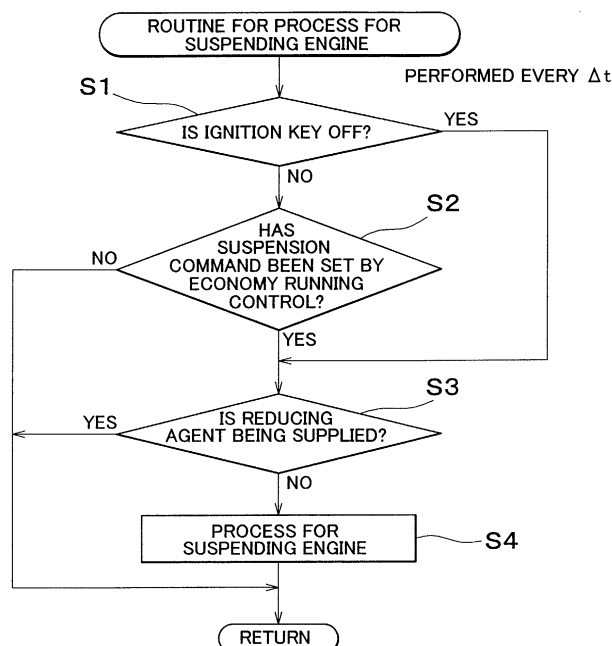 ROUTINE FOR PROCESS FOR
SUSPENDING ENGINE
PERFORMED EVERY Δt
S1
IS IGNITION KEY OFF?
YES
NO
S2
HAS
SUSPENSION
COMMAND BEEN SET BY
ECONOMY RUNNING
CONTROL?
NO
YES
S3
IS REDUCING
AGENT BEING SUPPLIED?
YES
NO
PROCESS FOR
SUSPENDING ENGINE
S4
RETURN